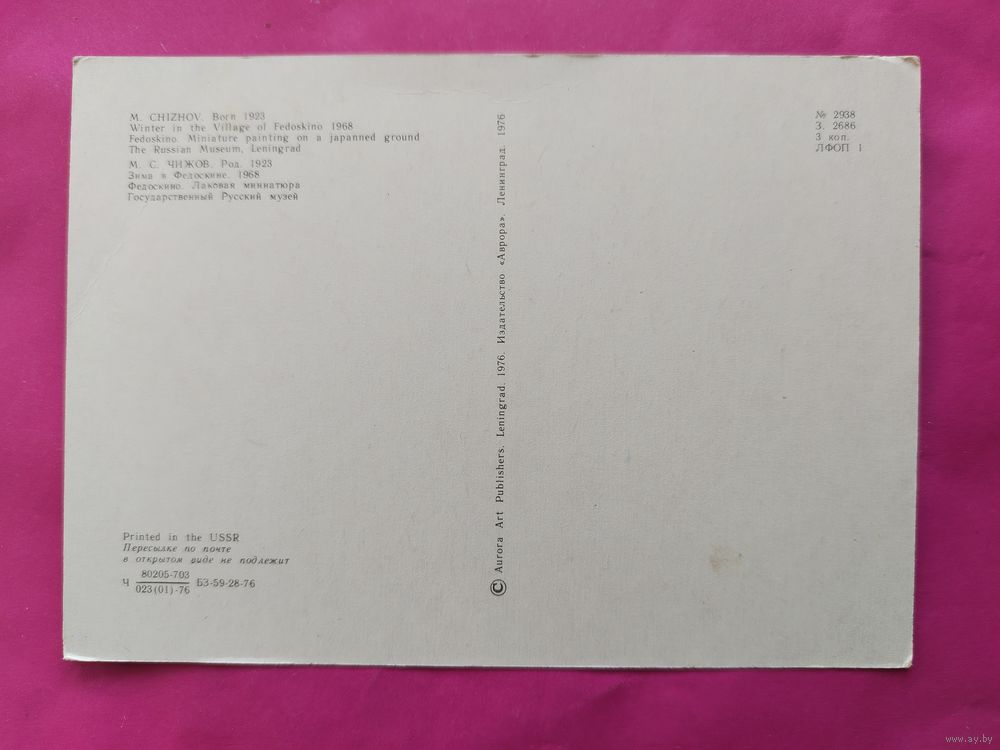 M. CHIZHOV. Born 1923
Winter in the Village of Fedoskino 1968
Fedoskino. Miniature painting on a japanned ground
The Russian Museum, Leningrad
М. С. ЧИЖОВ. Род. 1923
Зима в Федоскине. 1968
Федоскино. Лаковая миниатюра
Государственный Русский музей
Printed in the USSR
Пересылке по почте
в открытом виде не подлежит
Ч 80205-703 БЗ-59-28-76
023(01)-76
© Aurora Art Publishers. Leningrad. 1976. Издательство «Аврора». Ленинград. 1976
№ 2938
З. 2686
3 коп.
ЛФОП 1
www.ay.by